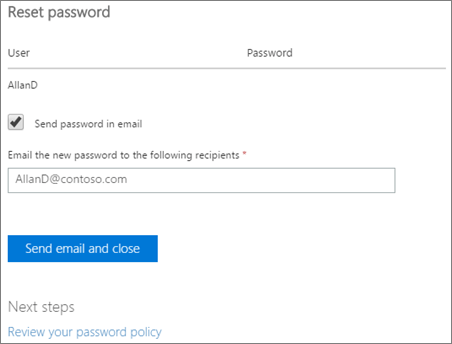 Reset password
User Password
AllanD
Send password in email
Email the new password to the following recipients *
AllanD@contoso.com
Send email and close
Next steps
Review your password policy